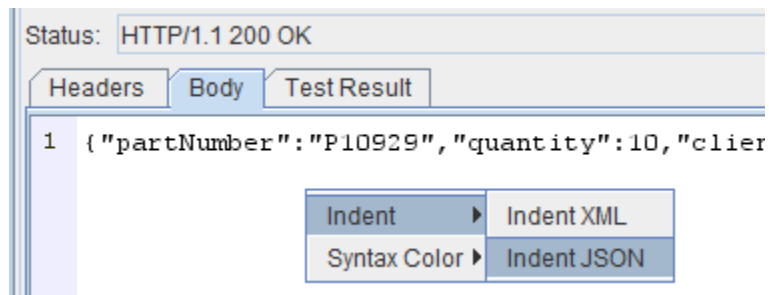 Status: HTTP/1.1 200 OK
Headers Body Test Result
1 {"partNumber":"P10929","quantity":10,"clien
Indent Indent XML
Syntax Color Indent JSON